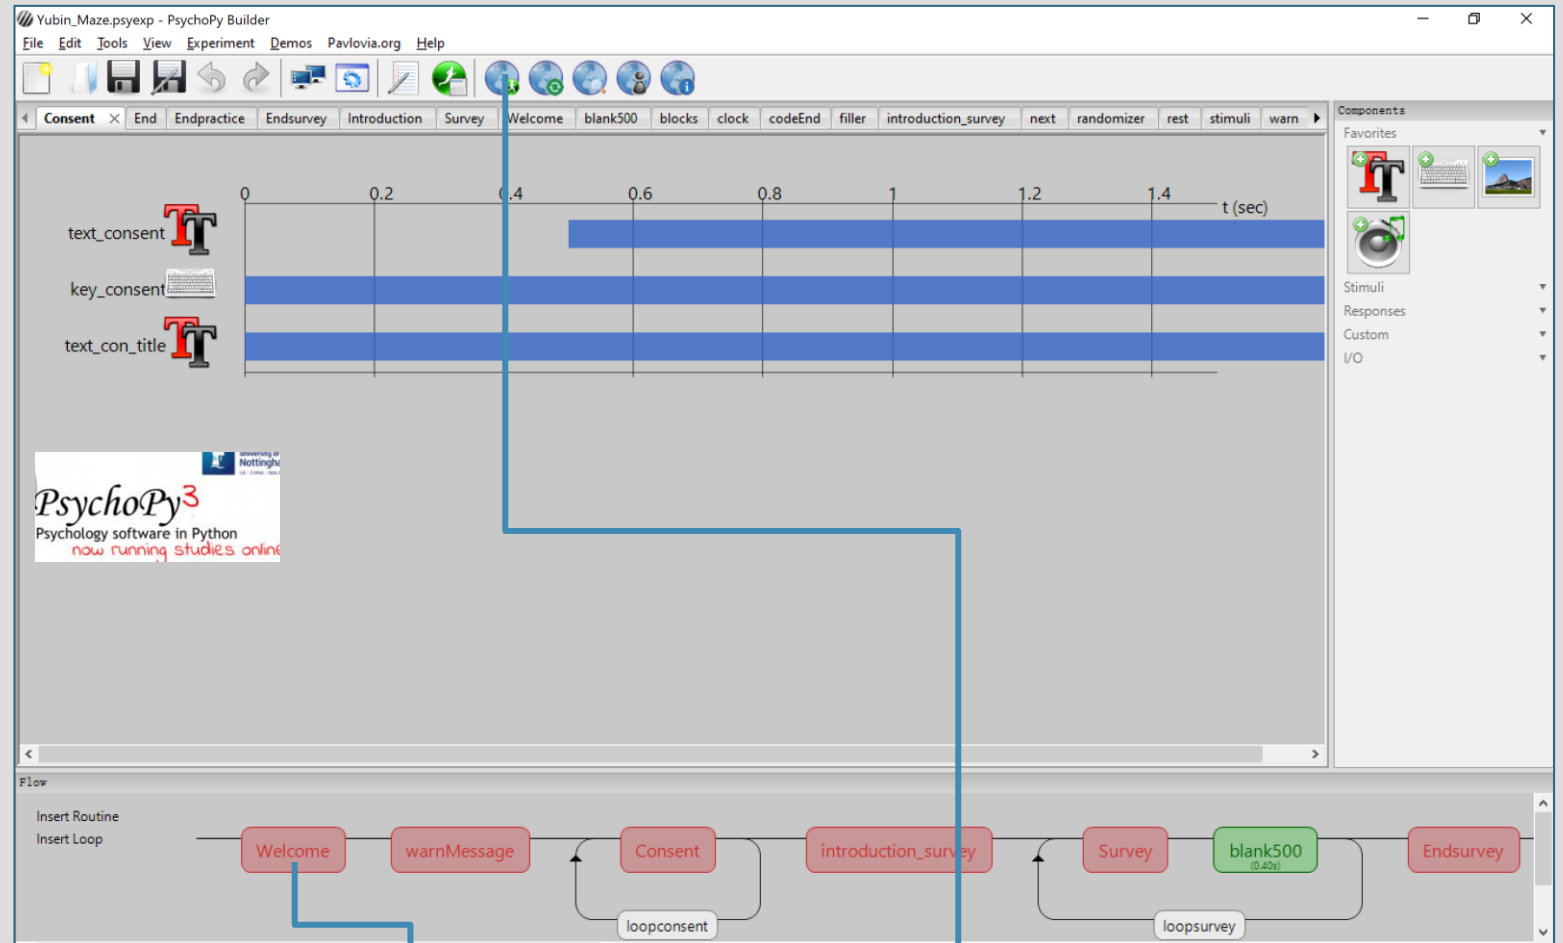 Yubin_Maze.psyexp - PsychoPy Builder
File Edit Tools View Experiment Demos Pavlovia.org Help
Consent End Endpractice Endsurvey Introduction Survey Welcome blank500 blocks clock codeEnd filler introduction_survey next randomizer rest stimuli warn
Components
Favorites
0 0.2 0.4 0.6 0.8 1 1.2 1.4
t (sec)
text_consent
key_consent
text_con_title
Stimuli
Responses
Custom
I/O
Nottingha
PsychoPy3
Psychology software in Python
now running studies online
Flow
Insert Routine
Insert Loop
Welcome warnMessage Consent introduction_survey Survey blank500 Endsurvey
(0.40s)
loopconsent loopsurvey